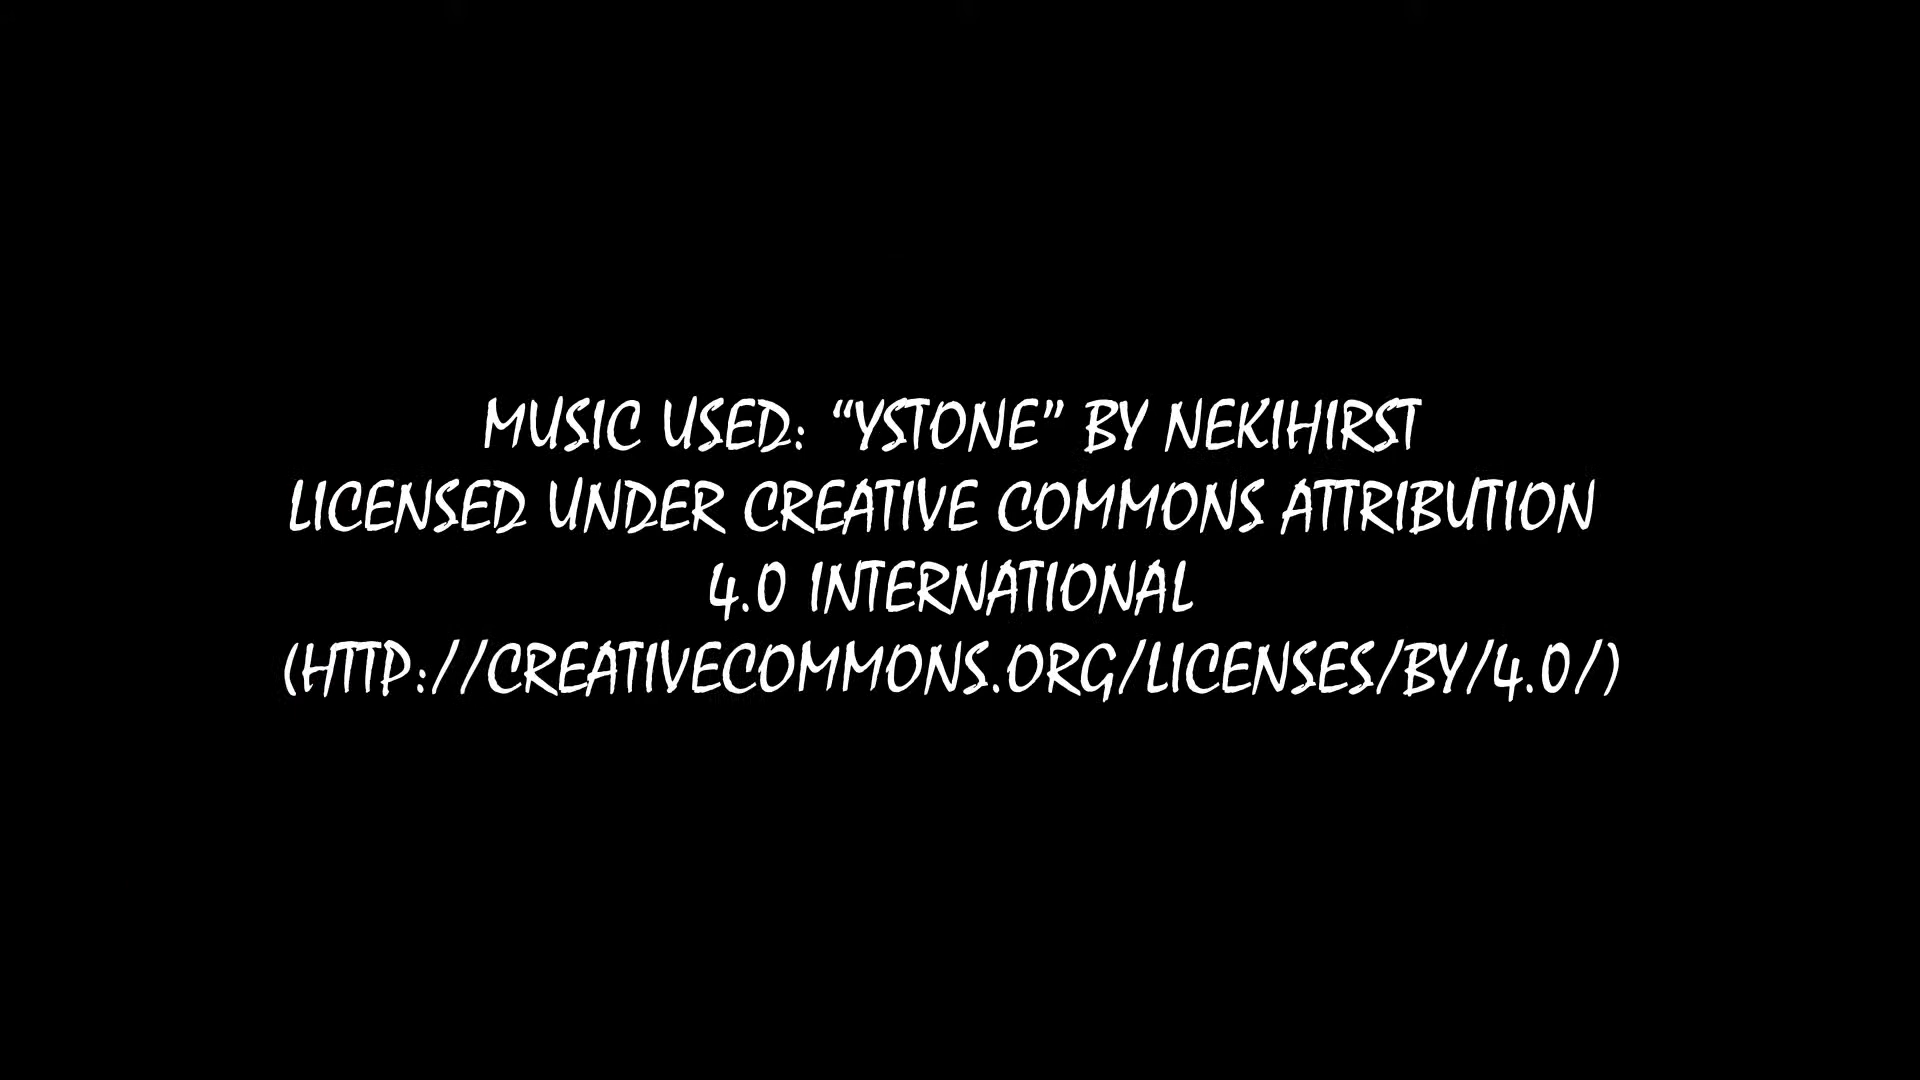 MUSIC USED: “YSTONE” BY NEKIHIRST
LICENSED UNDER CREATIVE COMMONS ATTRIBUTION
4.0 INTERNATIONAL
(HTTP://CREATIVECOMMONS.ORG/LICENSES/BY/4.0/)